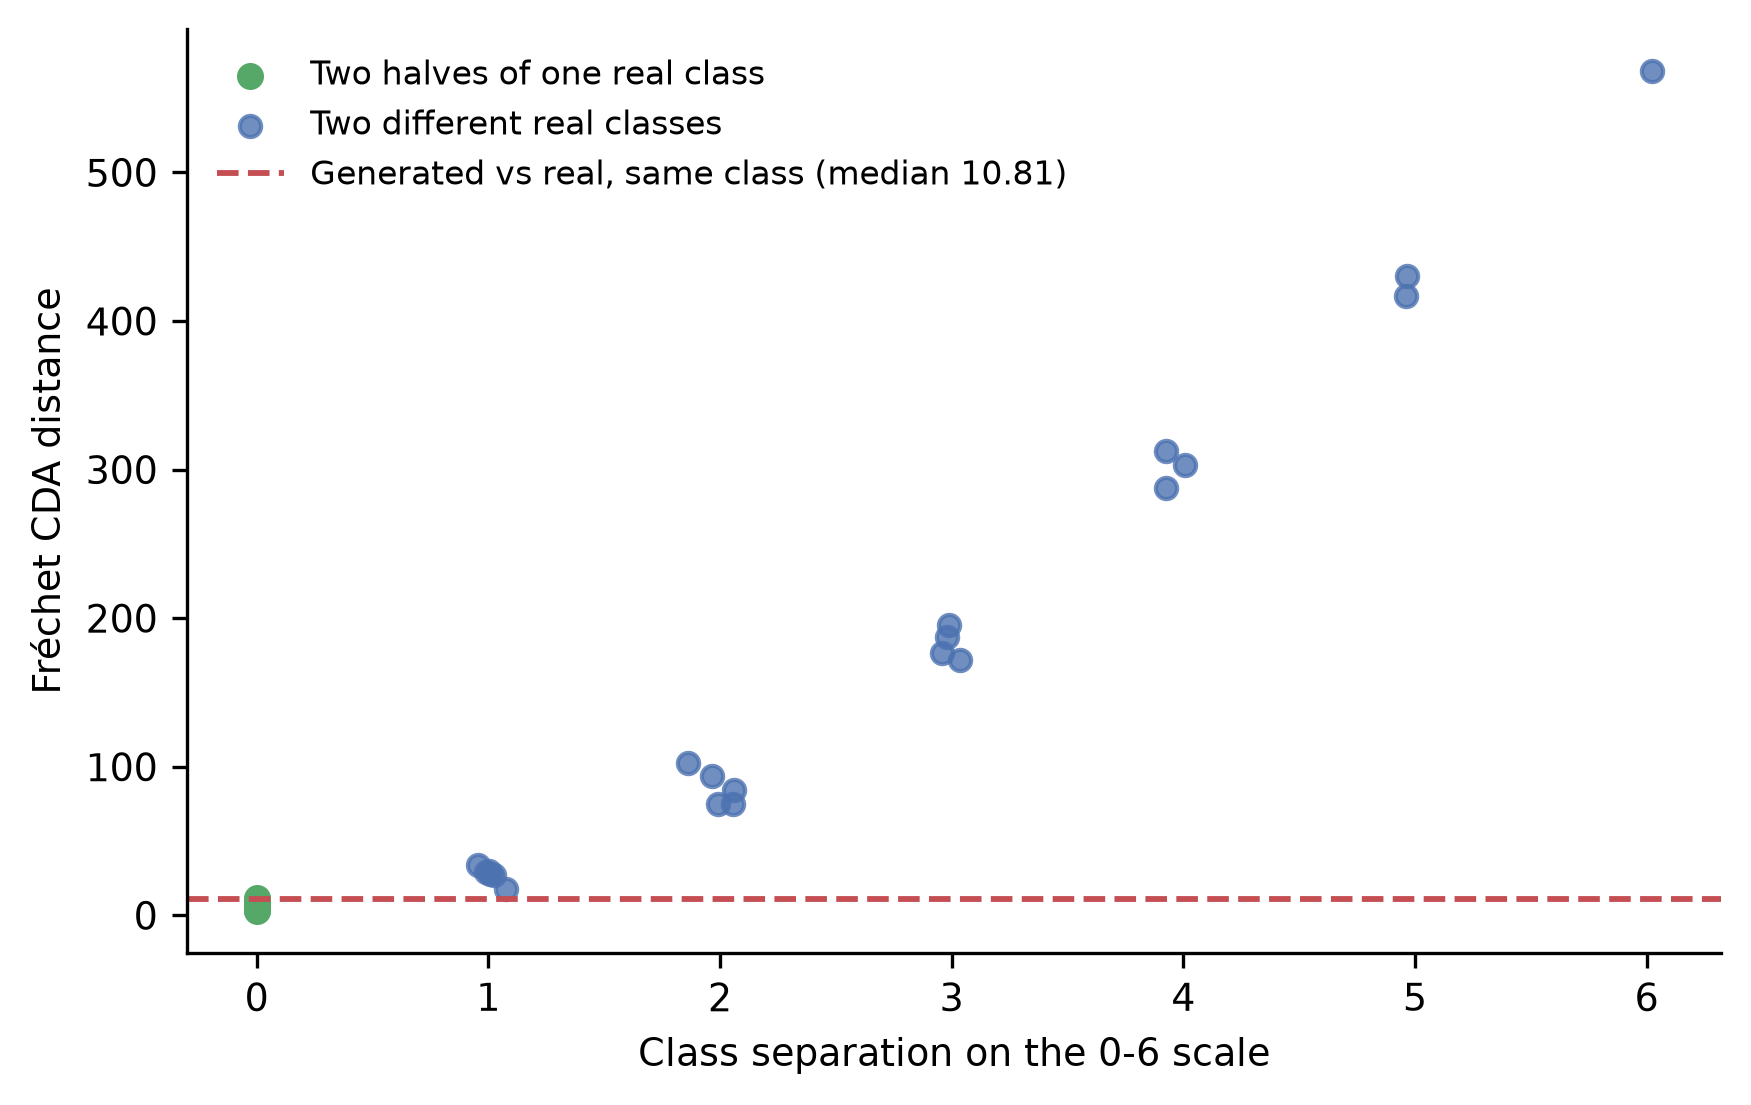 Two halves of one real class
Two different real classes
Generated vs real, same class (median 10.81)
Fréchet CDA distance
500
400
300
200
100
0
0 1 2 3 4 5 6
Class separation on the 0-6 scale